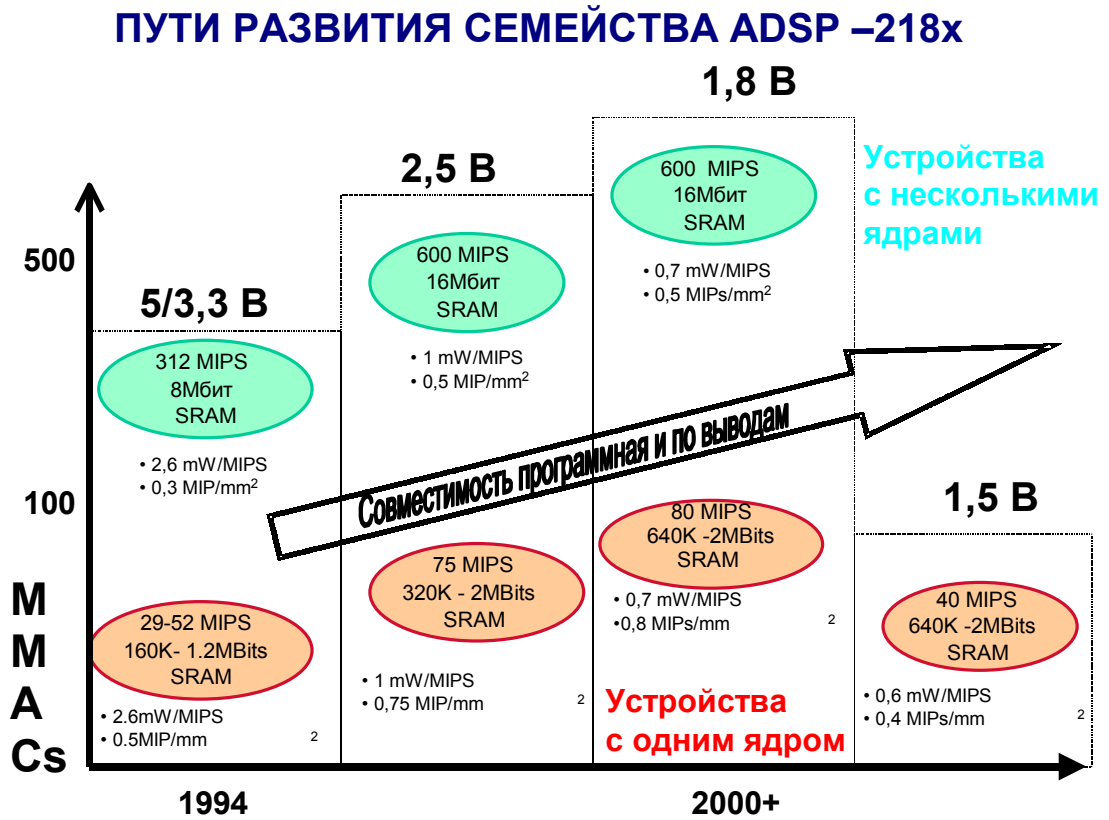 ПУТИ РАЗВИТИЯ СЕМЕЙСТВА ADSP –218x
1,8 В
2,5 В
5/3,3 В
1,5 В
Устройства
с несколькими
ядрами
500
100
600 MIPS
16Мбит
SRAM
• 0,7 mW/MIPS
• 0,5 MIPs/mm²
600 MIPS
16Мбит
SRAM
• 1 mW/MIPS
• 0,5 MIP/mm²
312 MIPS
8Мбит
SRAM
• 2,6 mW/MIPS
• 0,3 MIP/mm²
Совместимость программная и по выводам
29-52 MIPS
160K- 1.2MBits
SRAM
• 2.6mW/MIPS
• 0.5MIP/mm 2
75 MIPS
320K - 2MBits
SRAM
• 1 mW/MIPS
• 0,75 MIP/mm 2
80 MIPS
640K -2MBits
SRAM
• 0,7 mW/MIPS
•0,8 MIPs/mm 2
40 MIPS
640K -2MBits
SRAM
• 0,6 mW/MIPS
• 0,4 MIPs/mm 2
Устройства
с одним ядром
M
M
A
Cs
1994
2000+